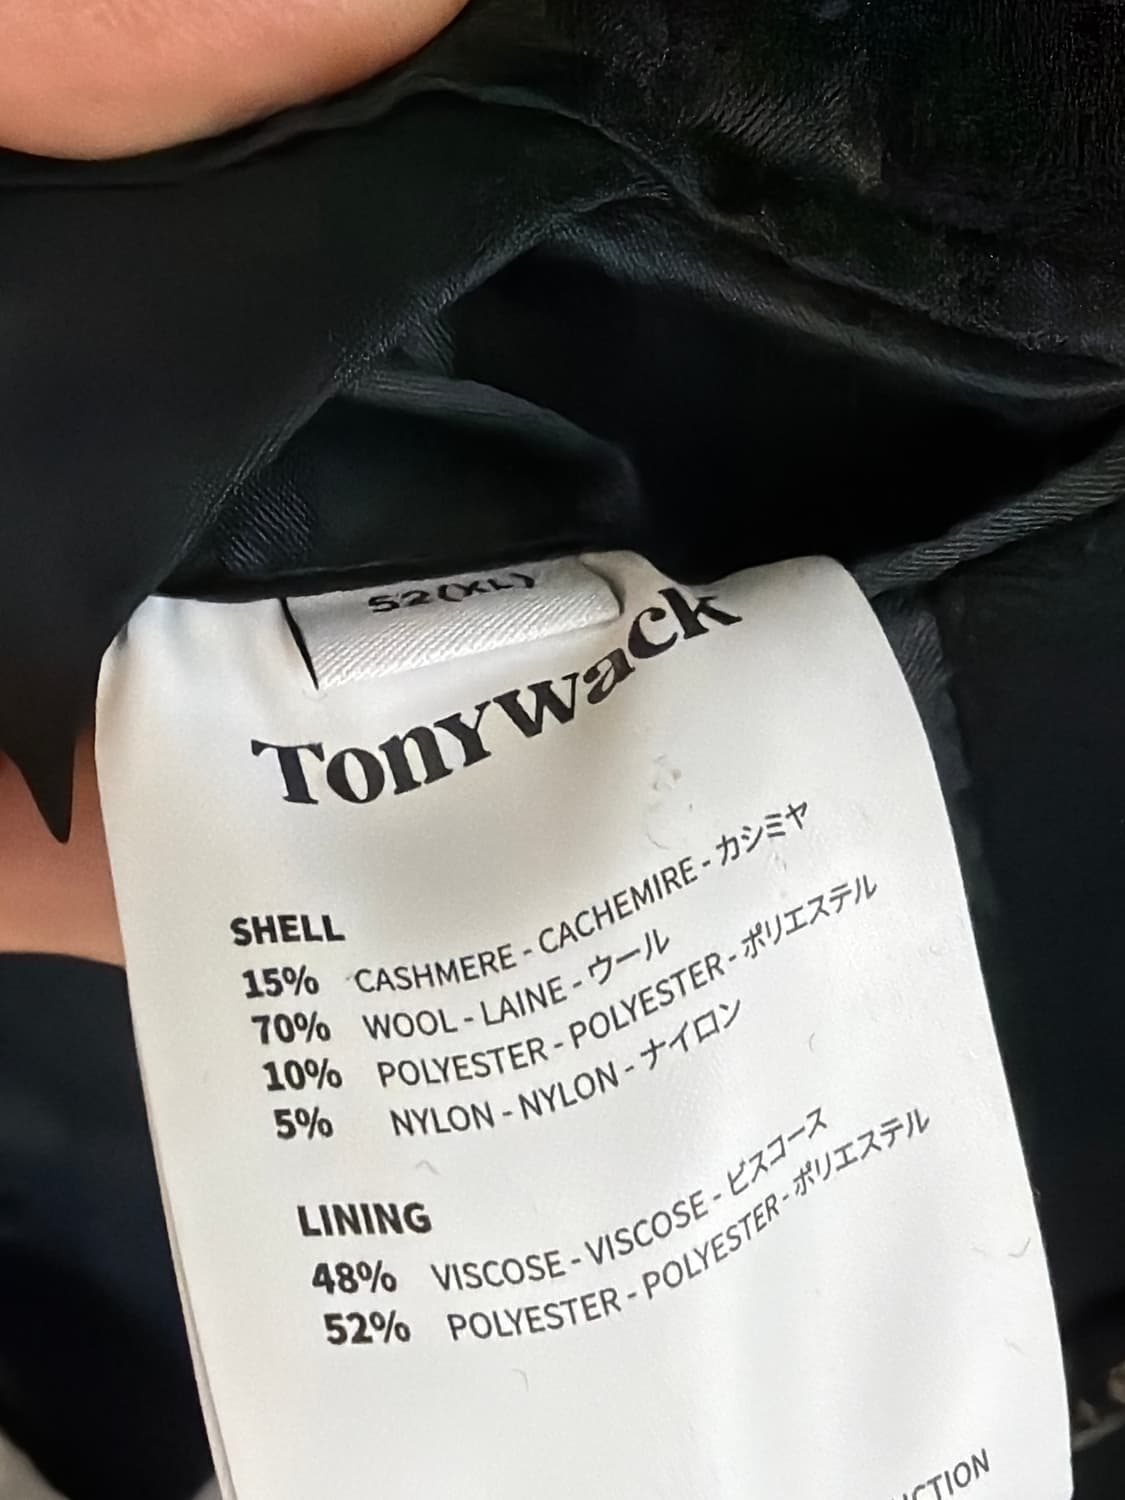 52(XL)
Tonywack
SHELL
15% CASHMERE - CACHEMIRE - カシミヤ
70% WOOL - LAINE - ウール
10% POLYESTER - POLYESTER - ポリエステル
5% NYLON - NYLON - ナイロン
LINING
48% VISCOSE - VISCOSE - ビスコース
52% POLYESTER - POLYESTER - ポリエステル